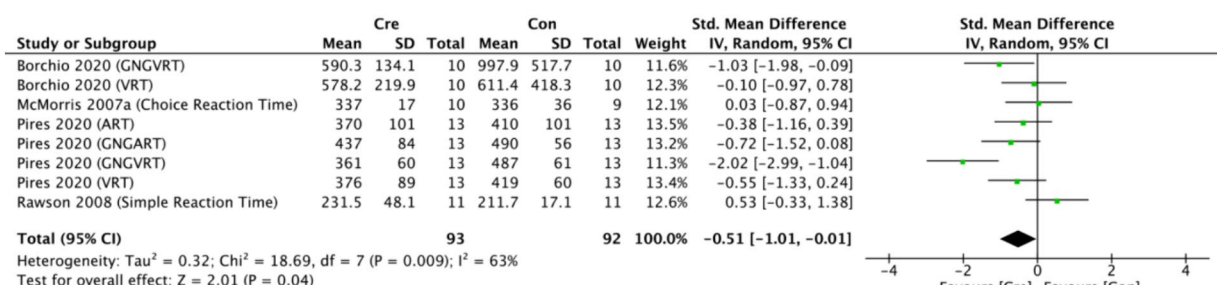 Cre Con Std. Mean Difference Std. Mean Difference
Study or Subgroup Mean SD Total Mean SD Total Weight IV, Random, 95% CI IV, Random, 95% CI
Borchio 2020 (GNGVRT) 590.3 134.1 10 997.9 517.7 10 11.6% −1.03 [−1.98, −0.09]
Borchio 2020 (VRT) 578.2 219.9 10 611.4 418.3 10 12.3% −0.10 [−0.97, 0.78]
McMorris 2007a (Choice Reaction Time) 337 17 10 336 36 9 12.1% 0.03 [−0.87, 0.94]
Pires 2020 (ART) 370 101 13 410 101 13 13.5% −0.38 [−1.16, 0.39]
Pires 2020 (GNGART) 437 84 13 490 56 13 13.2% −0.72 [−1.52, 0.08]
Pires 2020 (GNGVRT) 361 60 13 487 61 13 11.3% −2.02 [−2.99, −1.04]
Pires 2020 (VRT) 376 89 13 419 60 13 13.4% −0.55 [−1.33, 0.24]
Rawson 2008 (Simple Reaction Time) 231.5 48.1 11 211.7 17.1 11 12.6% 0.53 [−0.33, 1.38]
Total (95% CI) 93 92 100.0% −0.51 [−1.01, −0.01]
Heterogeneity: Tau² = 0.32; Chi² = 18.69, df = 7 (P = 0.009); I² = 63%
Test for overall effect: Z = 2.01 (P = 0.04)
−4 −2 0 2 4